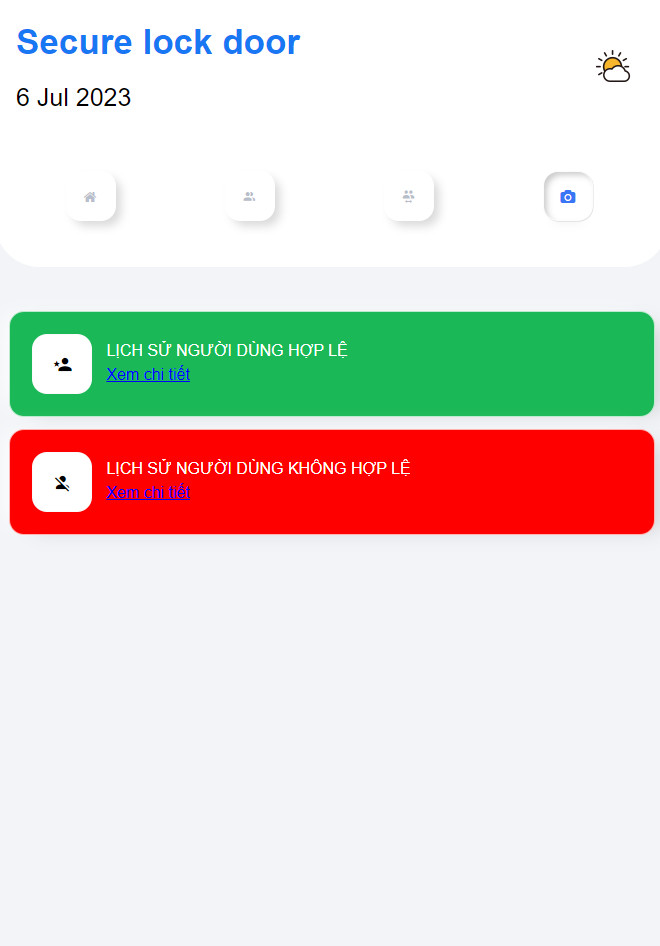 Secure lock door
6 Jul 2023
LỊCH SỬ NGƯỜI DÙNG HỢP LỆ
Xem chi tiết
LỊCH SỬ NGƯỜI DÙNG KHÔNG HỢP LỆ
Xem chi tiết